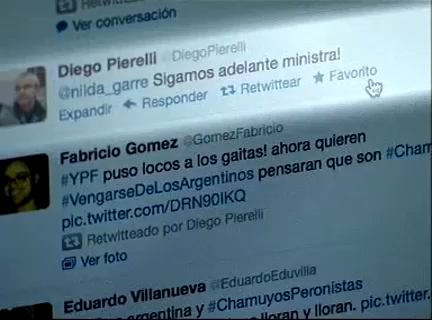 Retwitte
Ver conversación
Diego Pierelli @DiegoPierelli
@nilda_garre Sigamos adelante ministra!
Expandir Responder Retwittear Favorito
Fabricio Gomez @GomezFabricio
#YPF puso locos a los gaitas! ahora quieren
#VengarseDeLosArgentinos pensaran que son #Cham
pic.twitter.com/DRN90IKQ
Retwitteado por Diego Pierelli
Ver foto
Eduardo Villanueva @EduardoEduvilla
argentina y #ChamuyosPeronistas
lloran y lloran. pic.twitter.